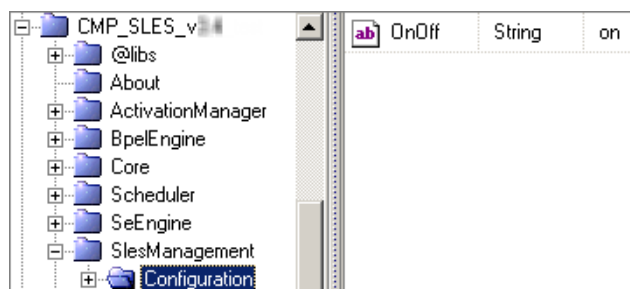 CMP_SLES_v
@libs
About
ActivationManager
BpelEngine
Core
Scheduler
SeEngine
SlesManagement
Configuration
ab OnOff String on